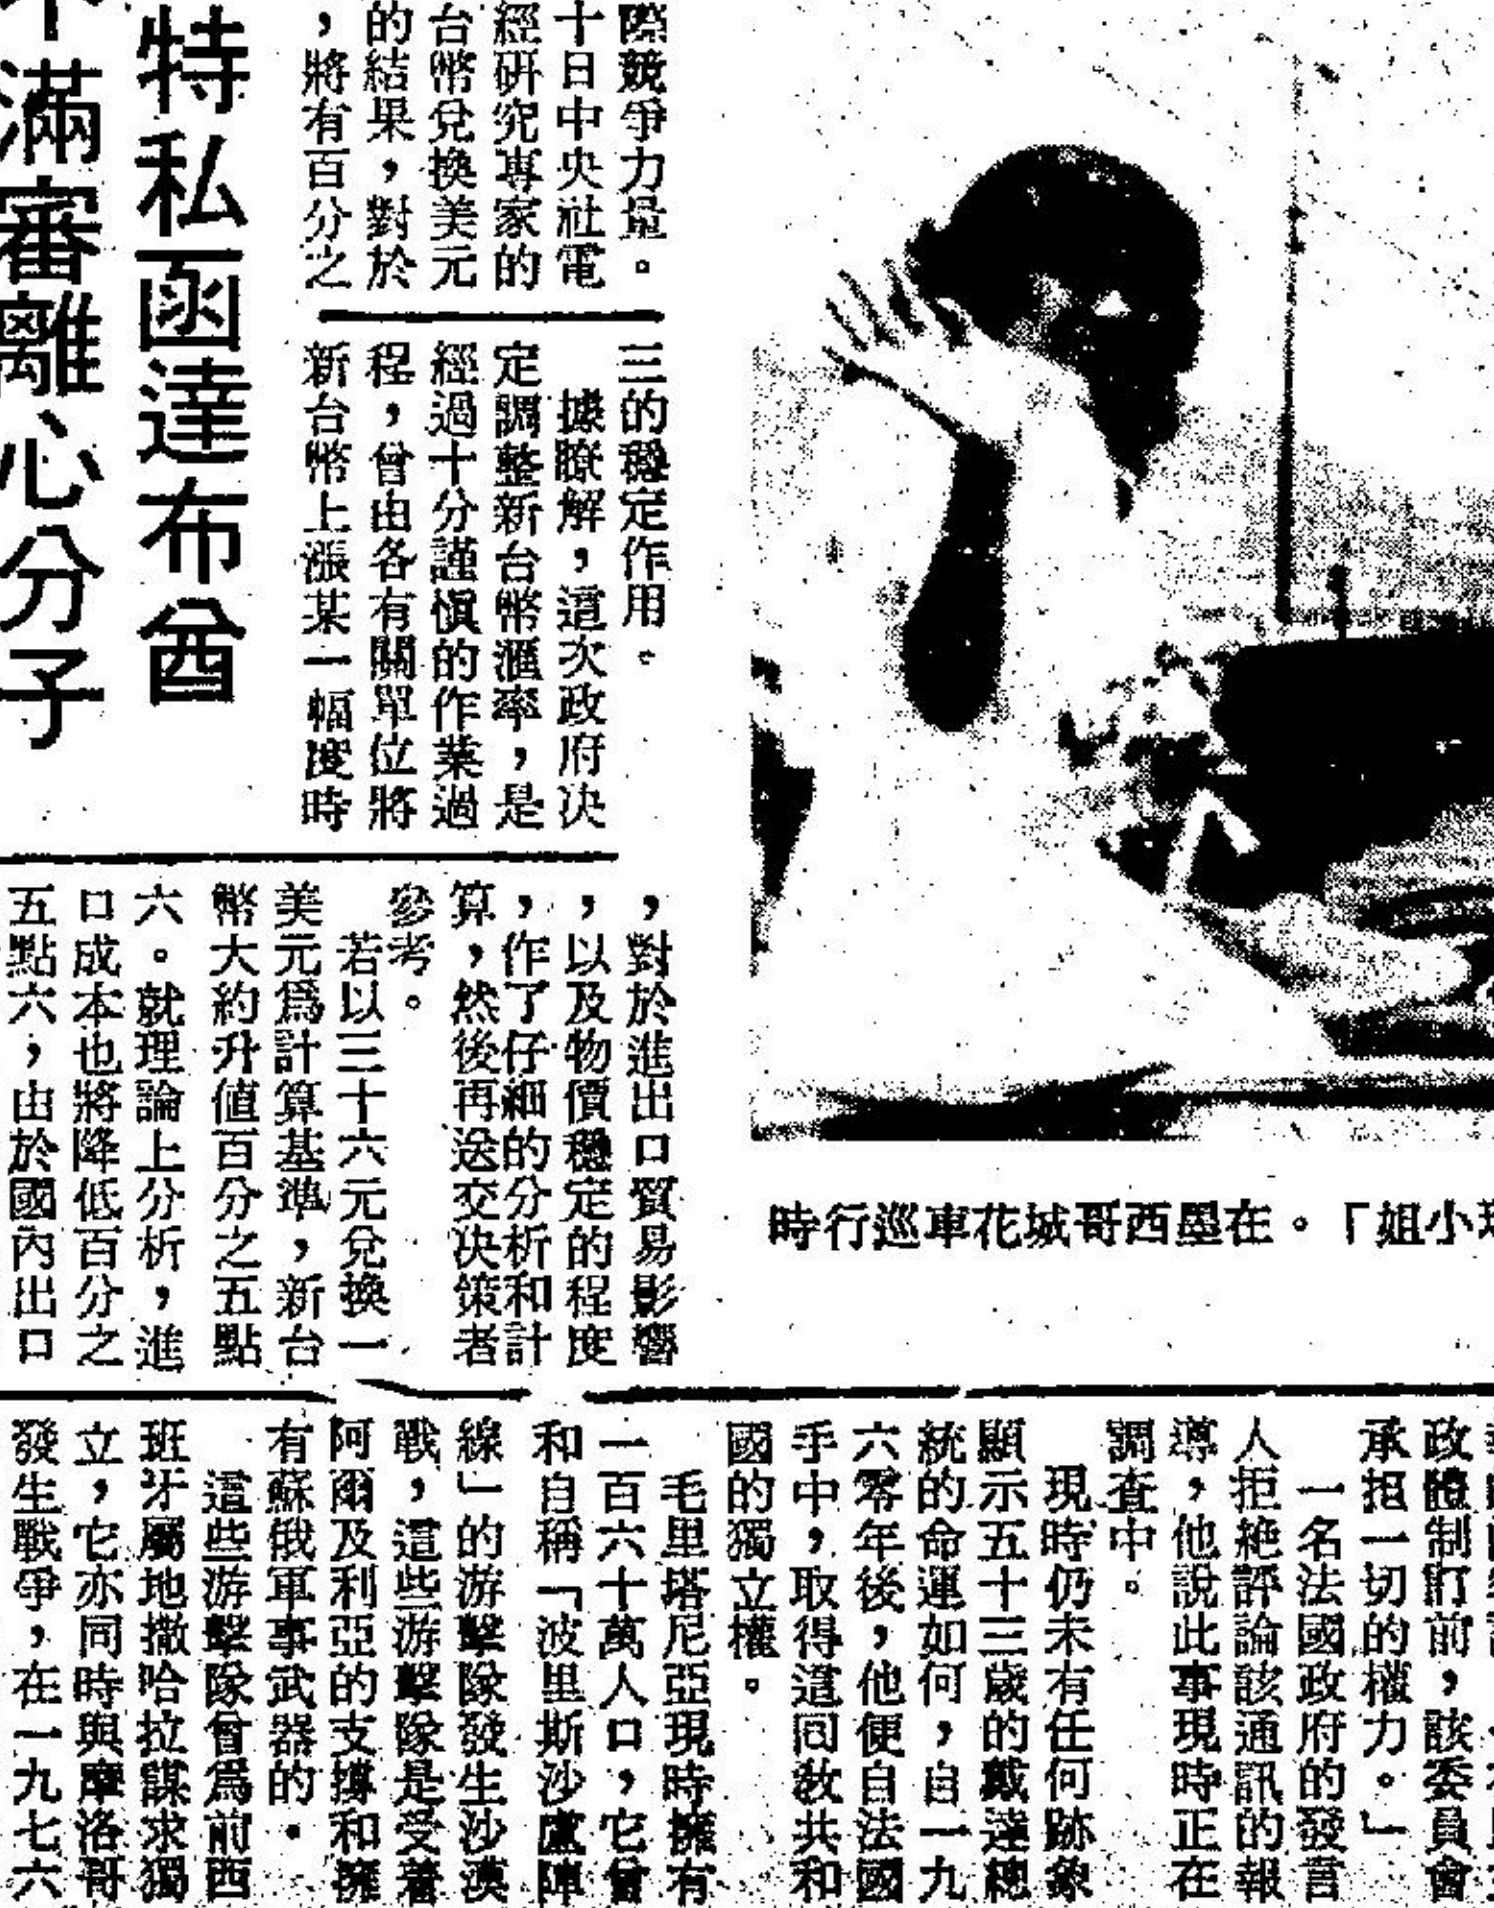 特私函達布酋
不滿審離心分子
際競爭力量。
十日中央社電
經研究專家的
台幣兌換美元
的結果，對於
，將有百分之
三的穩定作用。
據瞭解，這次政府決
定調整新台幣滙率，是
經過十分謹慎的作業過
程，曾由各有關單位將
新台幣上漲某一幅度時
，對於進出口貿易影響
，以及物價穩定的程度
，作了仔細的分析和計
算，然後再送交決策者
參考。
若以三十六元兌換一
美元爲計算基準，新台
幣大約升値百分之五點
六。就理論上分析，進
口成本也將降低百分之
五點六，由於國內出口
時行巡車花城哥西墨在。「姐小
政體制訂前，該委員會
承担一切的權力。」
一名法國政府的發言
人拒絕評論該通訊的報
導，他說此事現時正在
調查中。
現時仍未有任何跡象
顯示五十三歲的戴達總
統的命運如何，自一九
六零年後，他便自法國
手中，取得這同敎共和
國的獨立權。
毛里塔尼亞現時擁有
一百六十萬人口，它曾
和自稱「波里斯沙盧陣
線」的游擊隊發生沙漠
戰，這些游擊隊是受着
阿爾及利亞的支撐和擁
有蘇俄軍事武器的．
這些游擊隊曾爲前西
班牙屬地撒哈拉謀求獨
立，它亦同時與摩洛哥
發生戰爭，在一九七六